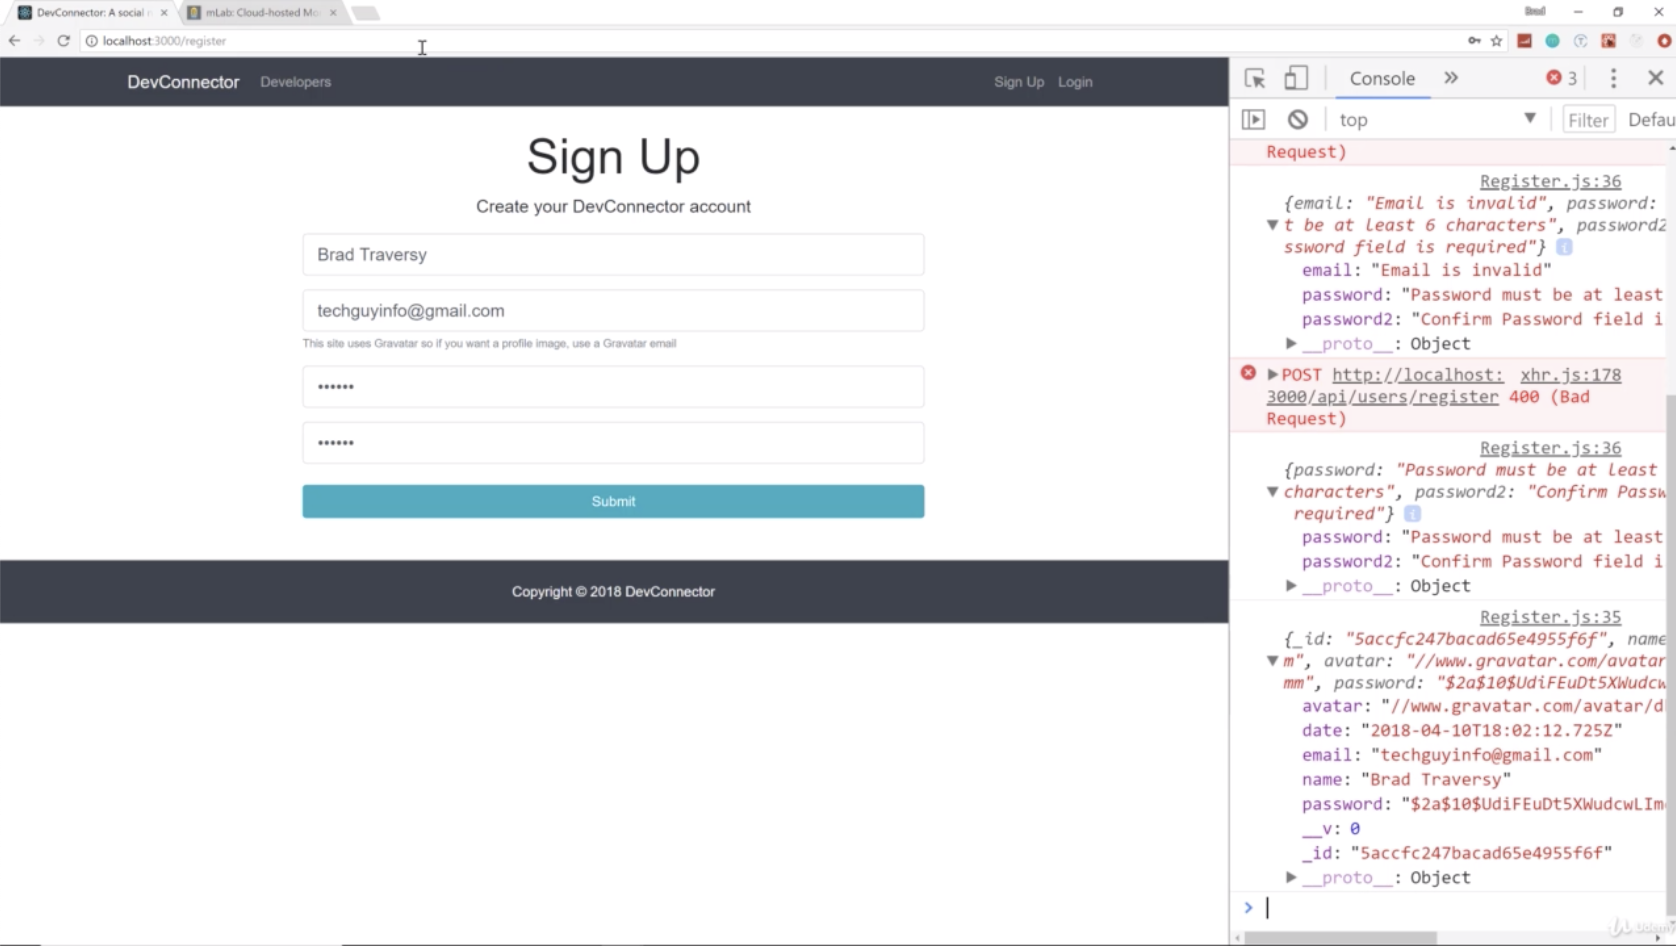 DevConnector: A social n
mLab: Cloud-hosted Mo
Brad
localhost:3000/register
DevConnector
Developers
Sign Up
Login
Sign Up
Create your DevConnector account
Brad Traversy
techguyinfo@gmail.com
This site uses Gravatar so if you want a profile image, use a Gravatar email
••••••
••••••
Submit
Copyright © 2018 DevConnector
Console
3
top
Filter
Defau
Request)
Register.js:36
{email: "Email is invalid", password:
t be at least 6 characters", password2
ssword field is required"}
email: "Email is invalid"
password: "Password must be at least
password2: "Confirm Password field i
__proto__: Object
POST http://localhost: xhr.js:178
3000/api/users/register 400 (Bad
Request)
Register.js:36
{password: "Password must be at least
characters", password2: "Confirm Passw
required"}
password: "Password must be at least
password2: "Confirm Password field i
__proto__: Object
Register.js:35
{_id: "5accfc247bacad65e4955f6f", name
m", avatar: "//www.gravatar.com/avatar
mm", password: "$2a$10$UdiFEuDt5XWudcw
avatar: "//www.gravatar.com/avatar/d
date: "2018-04-10T18:02:12.725Z"
email: "techguyinfo@gmail.com"
name: "Brad Traversy"
password: "$2a$10$UdiFEuDt5XWudcwLIm
__v: 0
_id: "5accfc247bacad65e4955f6f"
__proto__: Object
Udemy